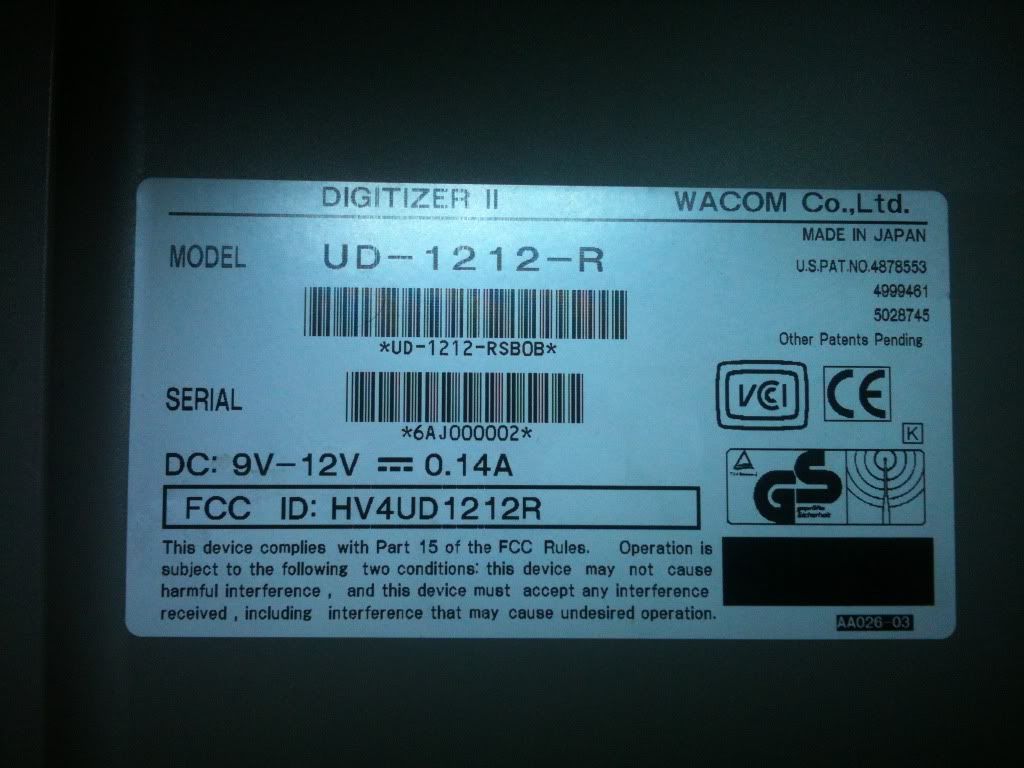 DIGITIZER II WACOM Co.,Ltd.
MADE IN JAPAN
MODEL UD-1212-R
U.S.PAT.NO.4878553
4999461
5028745
Other Patents Pending
*UD-1212-RSBOB*
SERIAL
*6AJ000002*
VCCI
CE
K
DC: 9V-12V ⎓ 0.14A
GS
geprüfte
Sicherheit
FCC ID: HV4UD1212R
This device complies with Part 15 of the FCC Rules. Operation is
subject to the following two conditions: this device may not cause
harmful interference , and this device must accept any interference
received , including interference that may cause undesired operation.
AA026-03